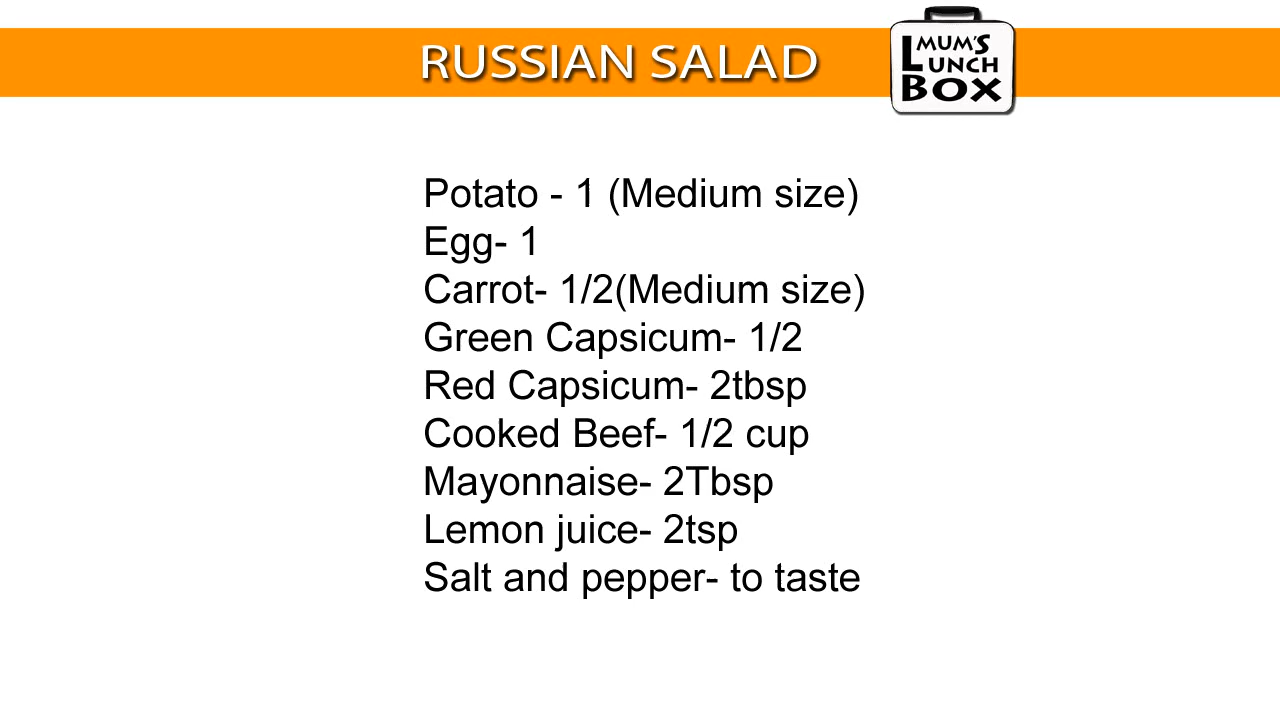 RUSSIAN SALAD
MUM'S
LUNCH
BOX
Potato - 1 (Medium size)
Egg- 1
Carrot- 1/2(Medium size)
Green Capsicum- 1/2
Red Capsicum- 2tbsp
Cooked Beef- 1/2 cup
Mayonnaise- 2Tbsp
Lemon juice- 2tsp
Salt and pepper- to taste